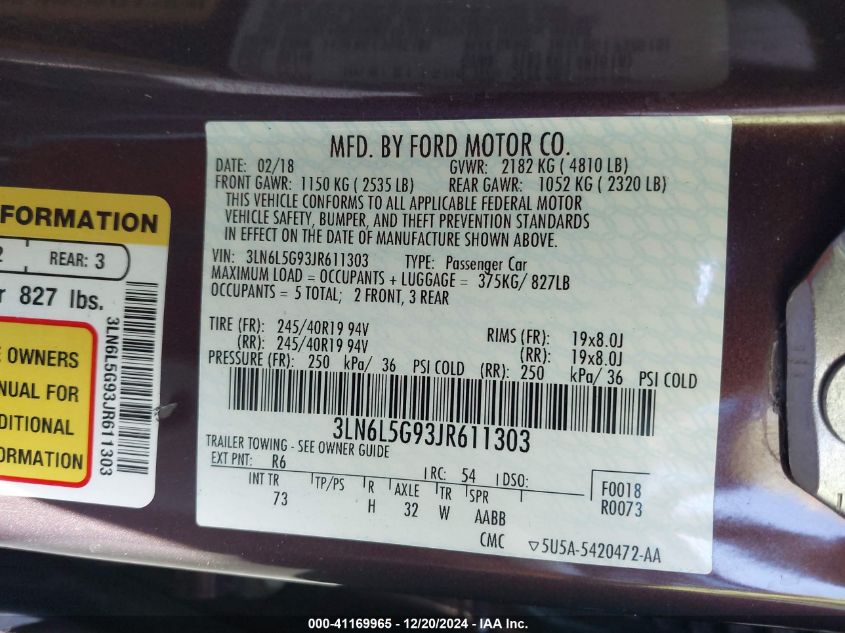 MFD. BY FORD MOTOR CO.
DATE: 02/18 GVWR: 2182 KG ( 4810 LB)
FRONT GAWR: 1150 KG ( 2535 LB) REAR GAWR: 1052 KG ( 2320 LB)
THIS VEHICLE CONFORMS TO ALL APPLICABLE FEDERAL MOTOR
VEHICLE SAFETY, BUMPER, AND THEFT PREVENTION STANDARDS
IN EFFECT ON THE DATE OF MANUFACTURE SHOWN ABOVE.
VIN: 3LN6L5G93JR611303 TYPE: Passenger Car
MAXIMUM LOAD = OCCUPANTS + LUGGAGE = 375KG/ 827LB
OCCUPANTS = 5 TOTAL; 2 FRONT, 3 REAR
TIRE (FR): 245/40R19 94V RIMS (FR): 19x8.0J
(RR): 245/40R19 94V (RR): 19x8.0J
PRESSURE (FR): 250 kPa/ 36 PSI COLD (RR): 250 kPa/ 36 PSI COLD
3LN6L5G93JR611303
TRAILER TOWING - SEE OWNER GUIDE
EXT PNT: R6 RC: 54 DSO: F0018
INT TR TP/PS R AXLE TR SPR R0073
73 H 32 W AABB
CMC ▽5U5A-5420472-AA
FORMATION
2 REAR: 3
r 827 lbs.
E OWNERS
ANUAL FOR
DITIONAL
ORMATION
3LN6L5G93JR611303
000-41169965 | 12/20/2024 - IAA Inc.